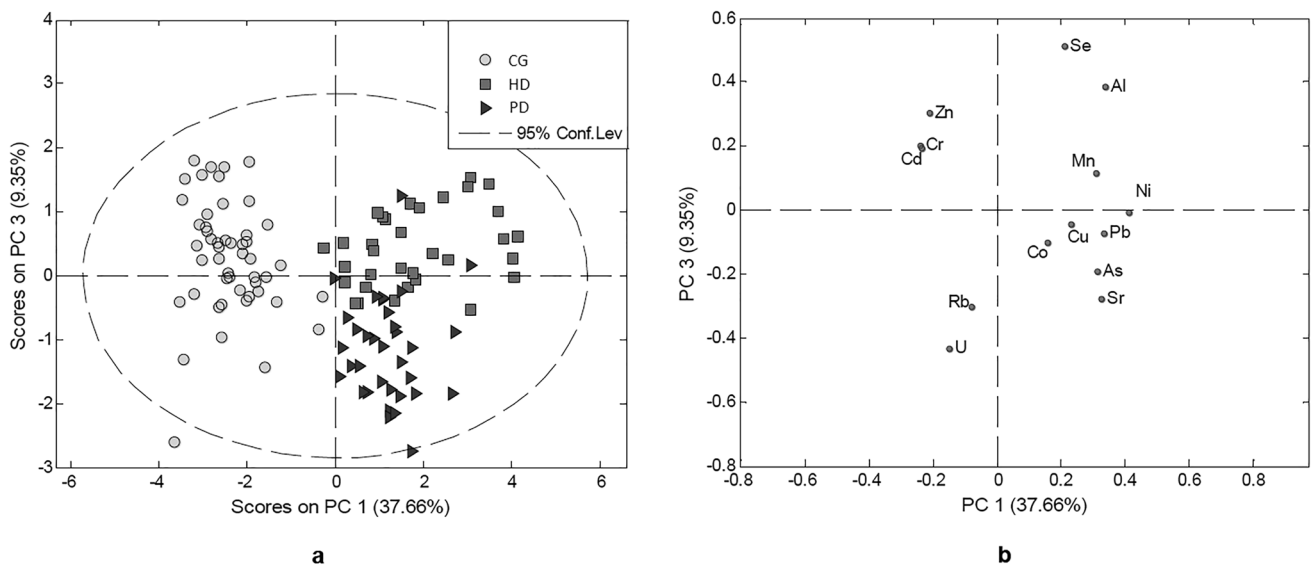 4
3
2
1
0
-1
-2
-3
-6
-4
-2
0
2
4
6
Scores on PC 3 (9.35%)
Scores on PC 1 (37.66%)
CG
HD
PD
95% Conf.Lev
a
0.6
0.4
0.2
0
-0.2
-0.4
-0.6
-0.8
-0.8
-0.6
-0.4
-0.2
0
0.2
0.4
0.6
0.8
PC 3 (9.35%)
PC 1 (37.66%)
Se
Al
Zn
Cr
Cd
Mn
Ni
Cu
Pb
Co
As
Sr
Rb
U
b